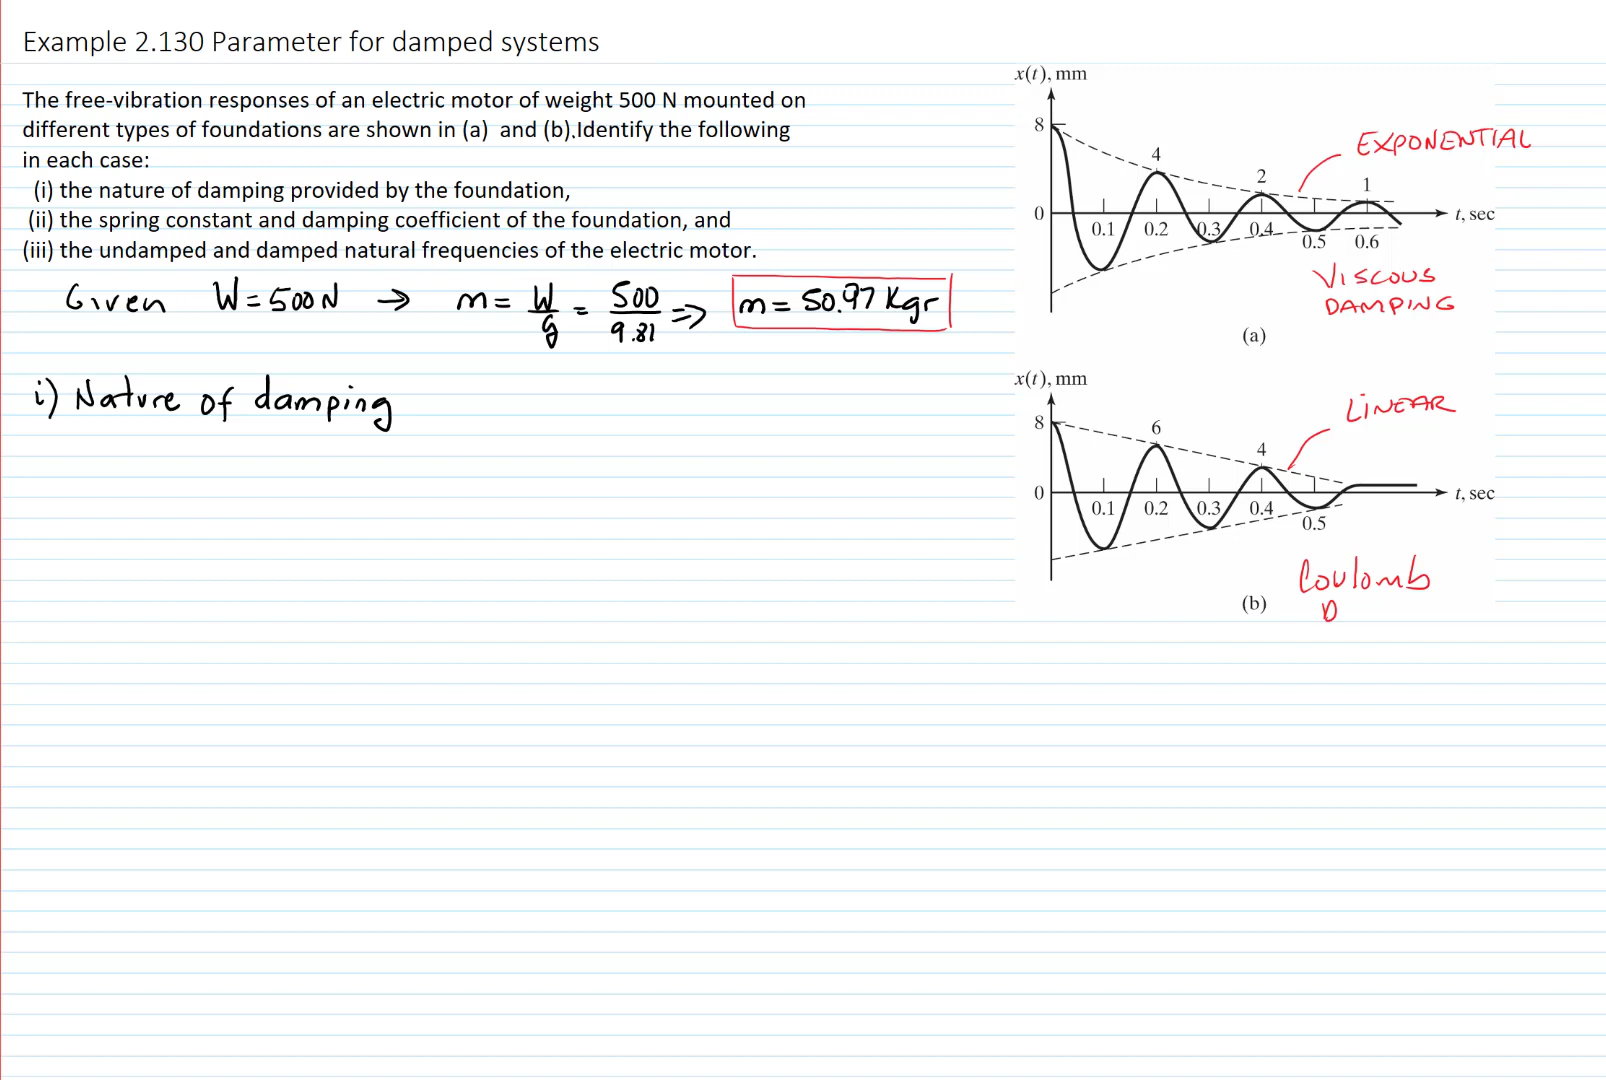 Example 2.130 Parameter for damped systems
The free-vibration responses of an electric motor of weight 500 N mounted on
different types of foundations are shown in (a)  and (b).Identify the following
in each case:
(i) the nature of damping provided by the foundation,
(ii) the spring constant and damping coefficient of the foundation, and
(iii) the undamped and damped natural frequencies of the electric motor.
Given W = 500 N → m = W/g = 500/9.81 => m = 50.97 Kgr
i) Nature of damping
x(t), mm
8
4
2
1
EXPONENTIAL
0
t, sec
0.1 0.2 0.3 0.4 0.5 0.6
VISCOUS
DAMPING
(a)
x(t), mm
LINEAR
8
6
4
0
t, sec
0.1 0.2 0.3 0.4 0.5
Coulomb
D
(b)